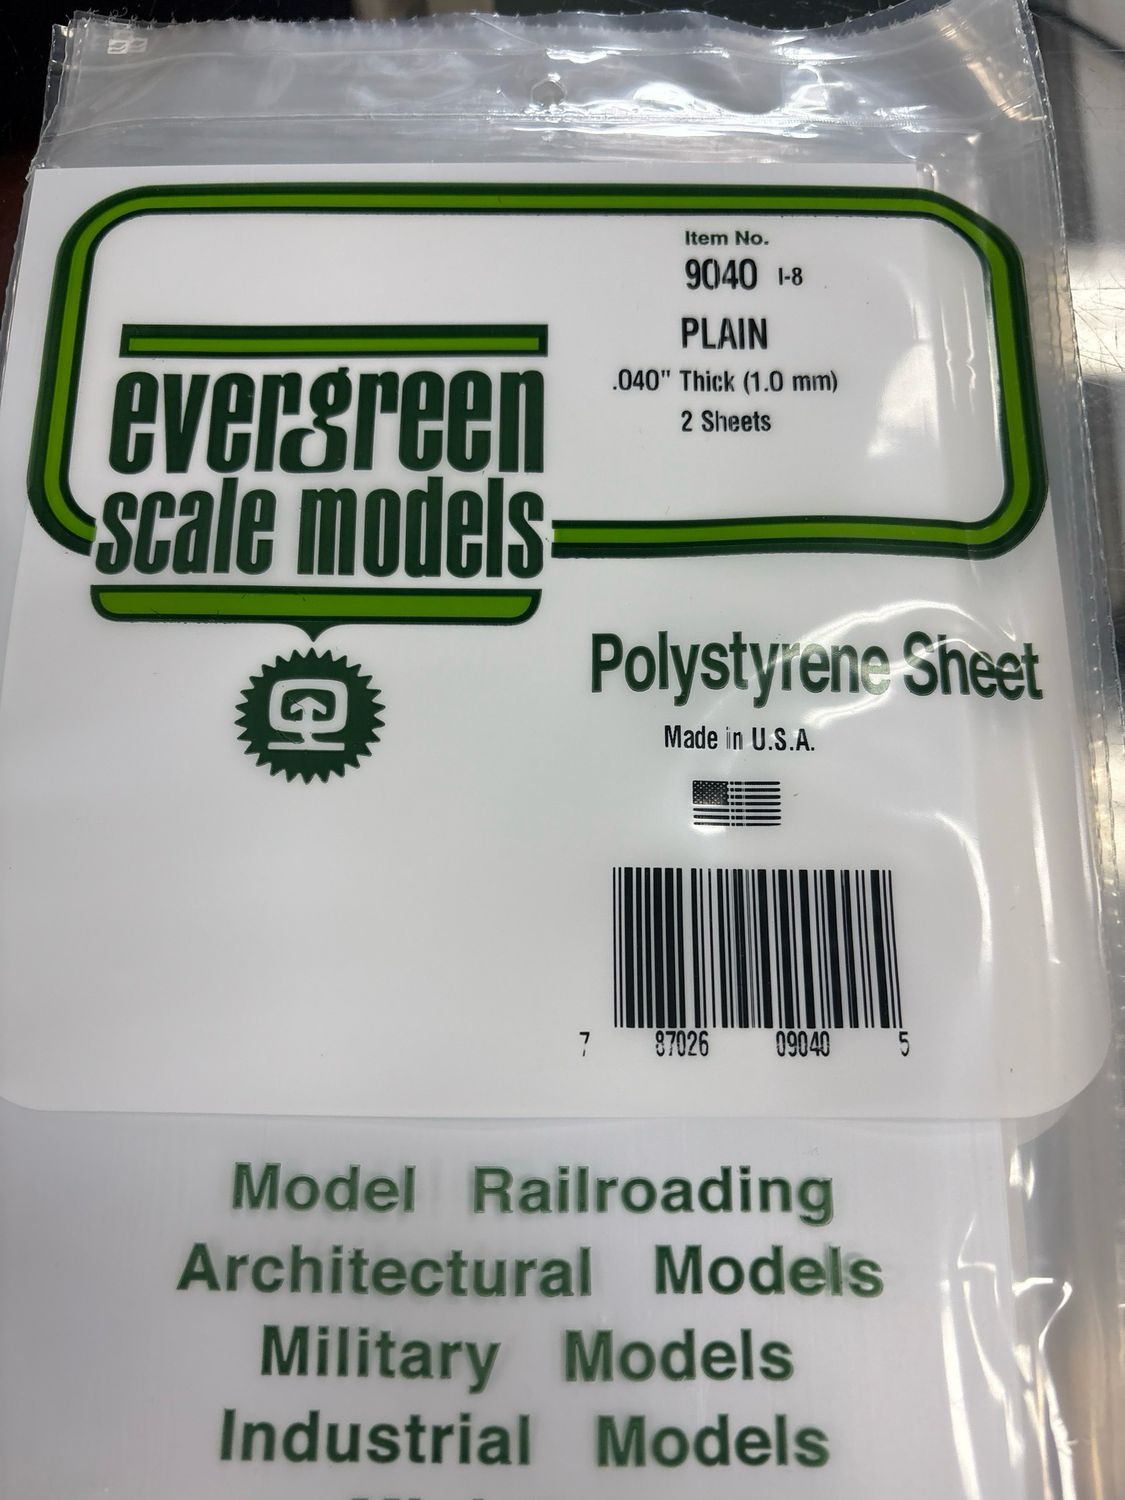 Item No.
9040 I-8
PLAIN
.040" Thick (1.0 mm)
2 Sheets
evergreen
scale models
Polystyrene Sheet
Made in U.S.A.
7 87026 09040 5
Model Railroading
Architectural Models
Military Models
Industrial Models